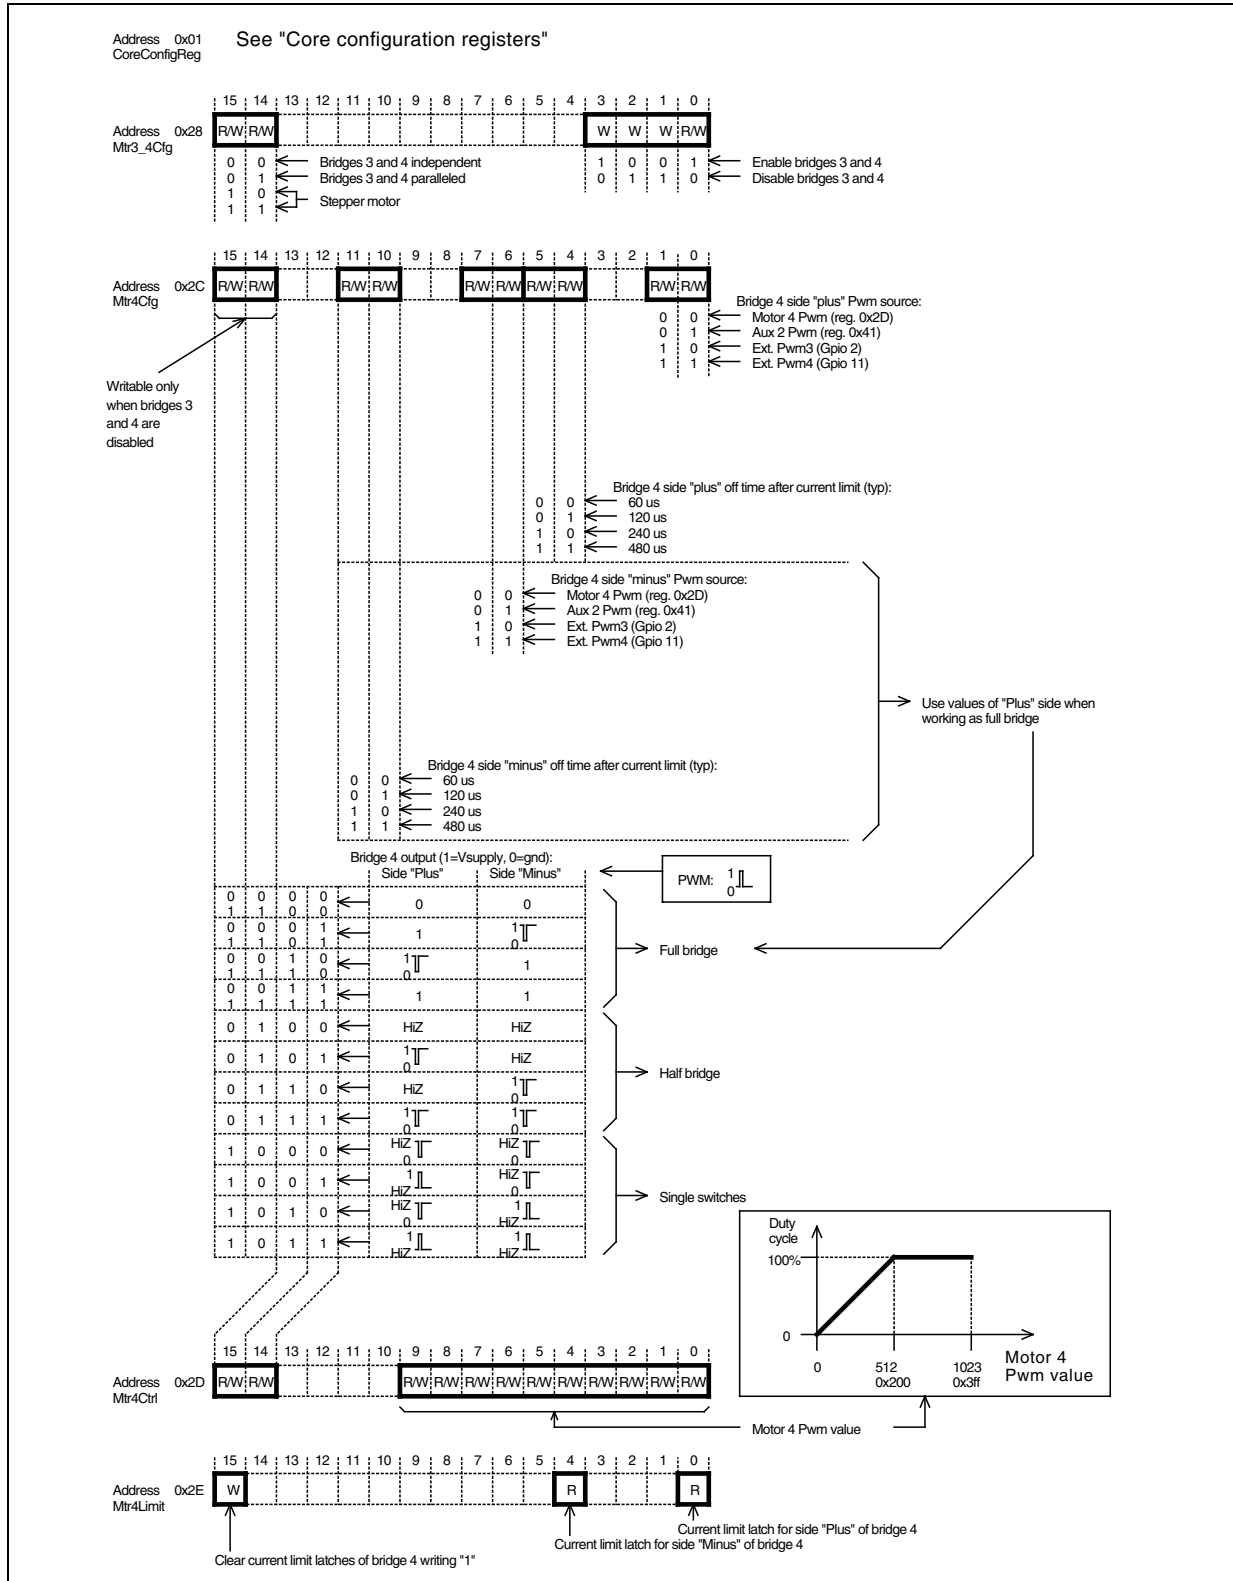 Address 0x01 See "Core configuration registers"
CoreConfigReg
15 14 13 12 11 10 9 8 7 6 5 4 3 2 1 0
Address 0x28 R/W R/W W W W R/W
Mtr3_4Cfg
0 0 Bridges 3 and 4 independent 1 0 0 1 Enable bridges 3 and 4
0 1 Bridges 3 and 4 paralleled 0 1 1 0 Disable bridges 3 and 4
1 0
Stepper motor
1 1
15 14 13 12 11 10 9 8 7 6 5 4 3 2 1 0
Address 0x2C R/W R/W R/W R/W R/W R/W R/W R/W R/W R/W
Mtr4Cfg
Bridge 4 side "plus" Pwm source:
0 0 Motor 4 Pwm (reg. 0x2D)
0 1 Aux 2 Pwm (reg. 0x41)
1 0 Ext. Pwm3 (Gpio 2)
1 1 Ext. Pwm4 (Gpio 11)
Writable only
when bridges 3
and 4 are
disabled
Bridge 4 side "plus" off time after current limit (typ):
0 0 60 us
0 1 120 us
1 0 240 us
1 1 480 us
Bridge 4 side "minus" Pwm source:
0 0 Motor 4 Pwm (reg. 0x2D)
0 1 Aux 2 Pwm (reg. 0x41)
1 0 Ext. Pwm3 (Gpio 2)
1 1 Ext. Pwm4 (Gpio 11)
Use values of "Plus" side when
working as full bridge
Bridge 4 side "minus" off time after current limit (typ):
0 0 60 us
0 1 120 us
1 0 240 us
1 1 480 us
Bridge 4 output (1=Vsupply, 0=gnd):
Side "Plus" Side "Minus"
PWM: 1
0
0 0 0 0
1 1 0 0
0 0
0 0 0 1
1 1 0 1
1 1
0
0 0 1 0
1 1 1 0
1
0 1
0 0 1 1
1 1 1 1
1 1
Full bridge
0 1 0 0 HiZ HiZ
0 1 0 1 1
0 HiZ
0 1 1 0 HiZ 1
0
0 1 1 1 1 1
0 0
Half bridge
1 0 0 0 HiZ HiZ
0 0
1 0 0 1 1 HiZ
HiZ 0
1 0 1 0 HiZ 1
0 HiZ
1 0 1 1 1 1
HiZ HiZ
Single switches
Duty
cycle
100%
0
0 512 1023
0x200 0x3ff
Motor 4
Pwm value
15 14 13 12 11 10 9 8 7 6 5 4 3 2 1 0
Address 0x2D R/W R/W R/W R/W R/W R/W R/W R/W R/W R/W R/W R/W
Mtr4Ctrl
Motor 4 Pwm value
15 14 13 12 11 10 9 8 7 6 5 4 3 2 1 0
Address 0x2E W R R
Mtr4Limit
Current limit latch for side "Plus" of bridge 4
Current limit latch for side "Minus" of bridge 4
Clear current limit latches of bridge 4 writing "1"